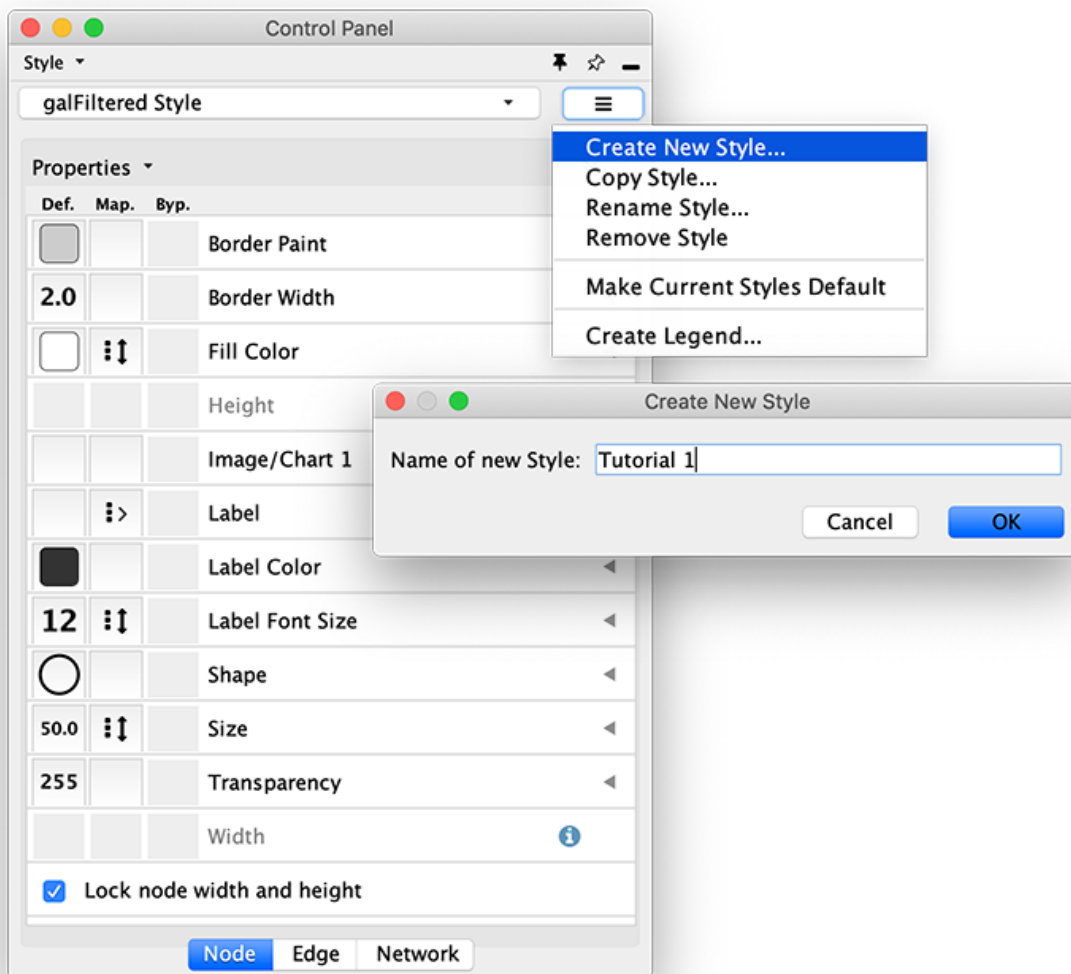 Control Panel
Style
galFiltered Style
Create New Style...
Properties
Copy Style...
Def. Map. Byp.
Rename Style...
Remove Style
Border Paint
Make Current Styles Default
2.0 Border Width
Create Legend...
Fill Color
Height
Create New Style
Image/Chart 1
Name of new Style: Tutorial 1
Label
Cancel OK
Label Color
12 Label Font Size
Shape
50.0 Size
255 Transparency
Width
Lock node width and height
Node Edge Network